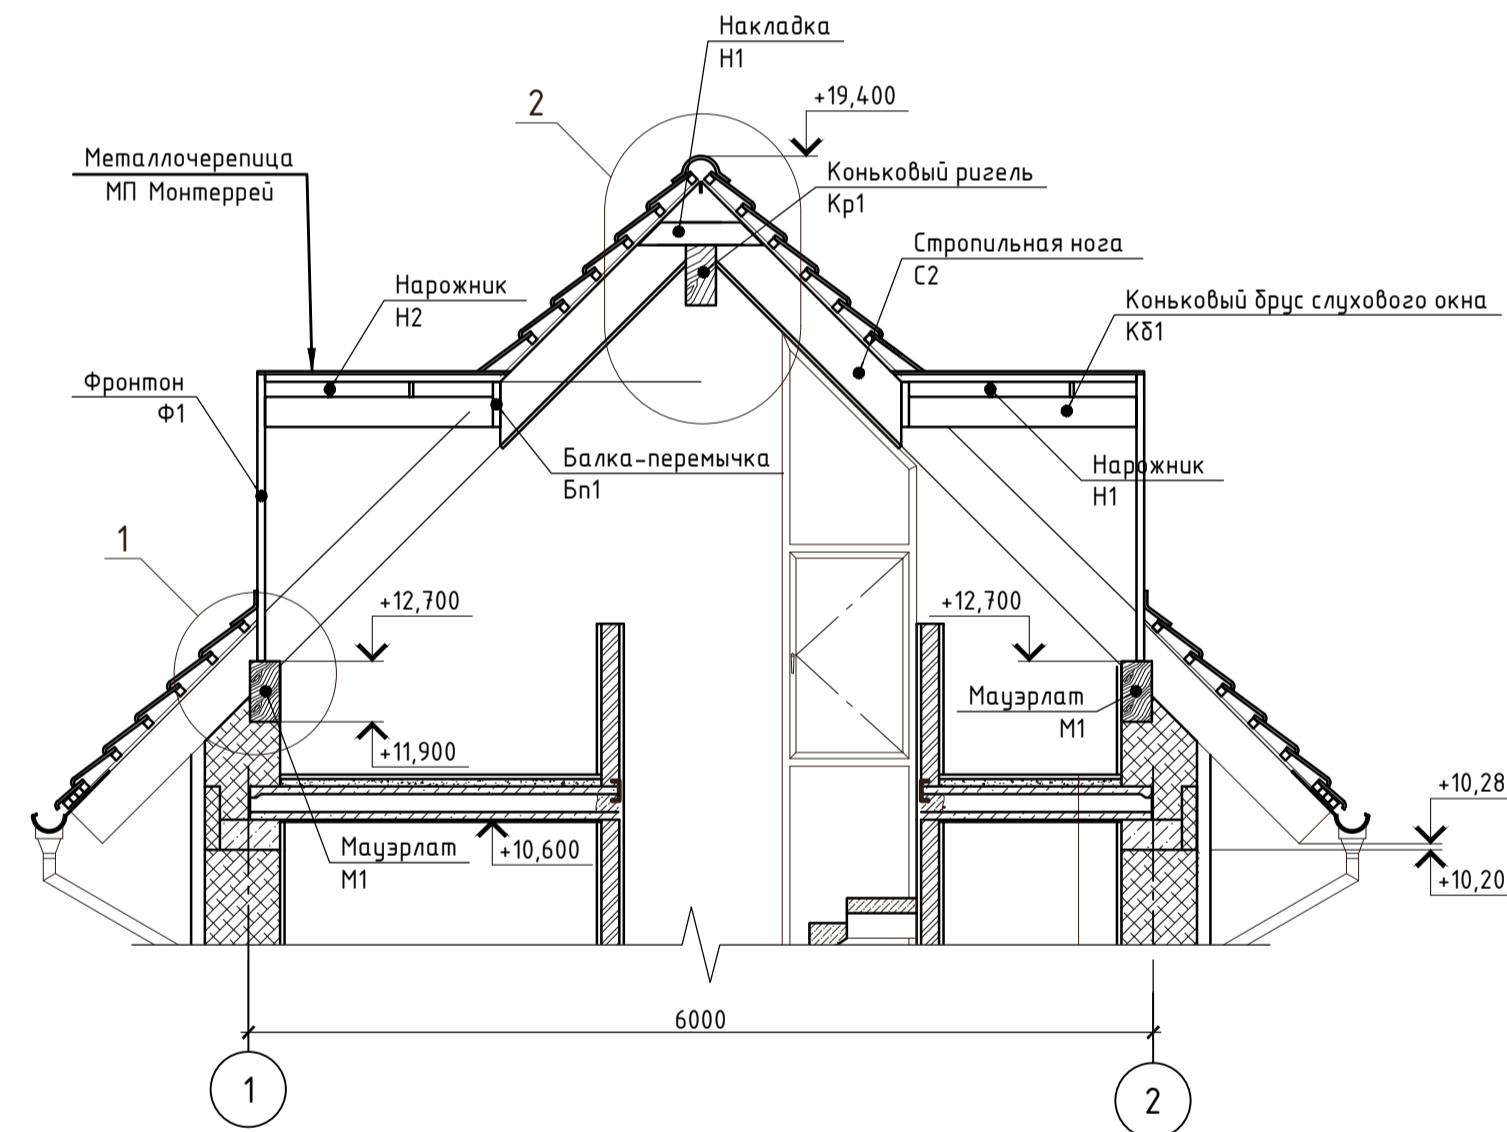 Накладка
Н1
2
+19,400
Металлочерепица
МП Монтеррей
Коньковый ригель
Кр1
Стропильная нога
С2
Нарожник
Н2
Коньковый брус слухового окна
Кб1
Фронтон
Ф1
Балка-перемычка
Бп1
Нарожник
Н1
1
+12,700
+12,700
Мауэрлат
М1
+11,900
+10,28
Мауэрлат
М1
+10,600
+10,20
6000
1
2